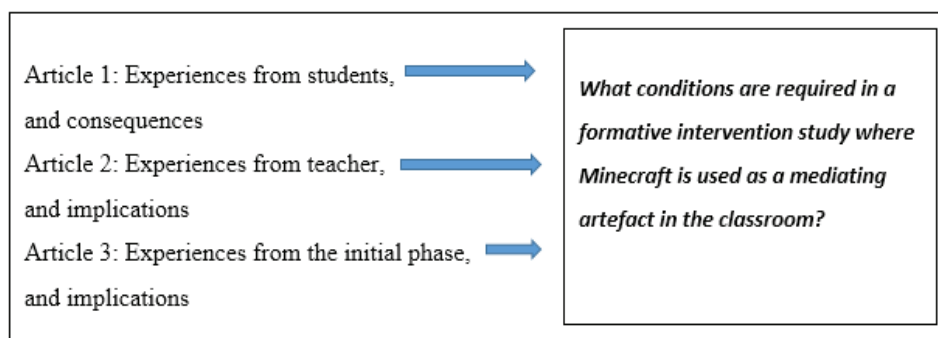 Article 1: Experiences from students,
and consequences
Article 2: Experiences from teacher,
and implications
Article 3: Experiences from the initial phase,
and implications
What conditions are required in a
formative intervention study where
Minecraft is used as a mediating
artefact in the classroom?